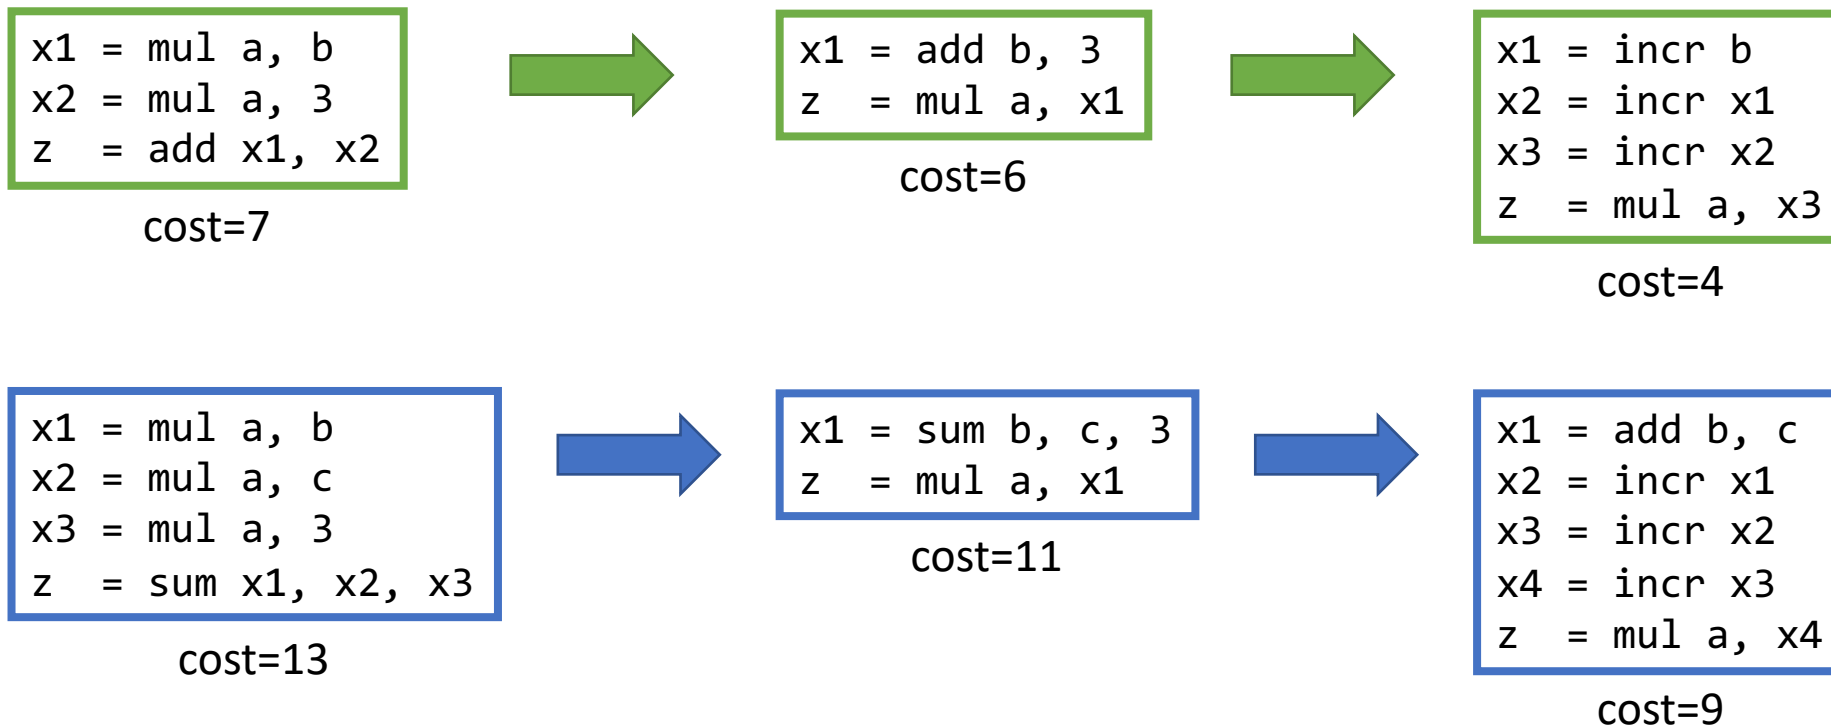 x1 = mul a, b
x2 = mul a, 3
z  = add x1, x2
cost=7
x1 = add b, 3
z  = mul a, x1
cost=6
x1 = incr b
x2 = incr x1
x3 = incr x2
z  = mul a, x3
cost=4
x1 = mul a, b
x2 = mul a, c
x3 = mul a, 3
z  = sum x1, x2, x3
cost=13
x1 = sum b, c, 3
z  = mul a, x1
cost=11
x1 = add b, c
x2 = incr x1
x3 = incr x2
x4 = incr x3
z  = mul a, x4
cost=9